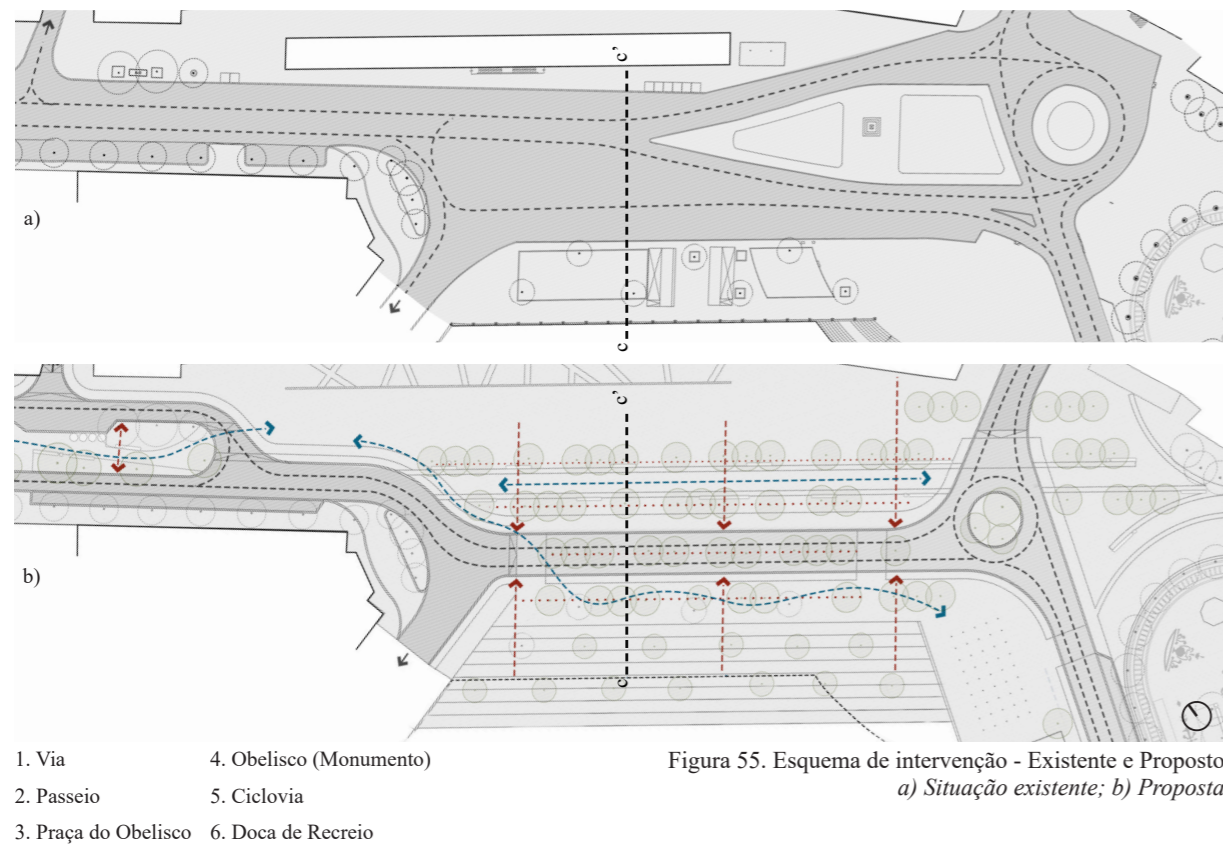 c’
a)
c
c’
b)
c
1. Via
2. Passeio
3. Praça do Obelisco
4. Obelisco (Monumento)
5. Ciclovia
6. Doca de Recreio
Figura 55. Esquema de intervenção - Existente e Proposto
a) Situação existente; b) Proposta